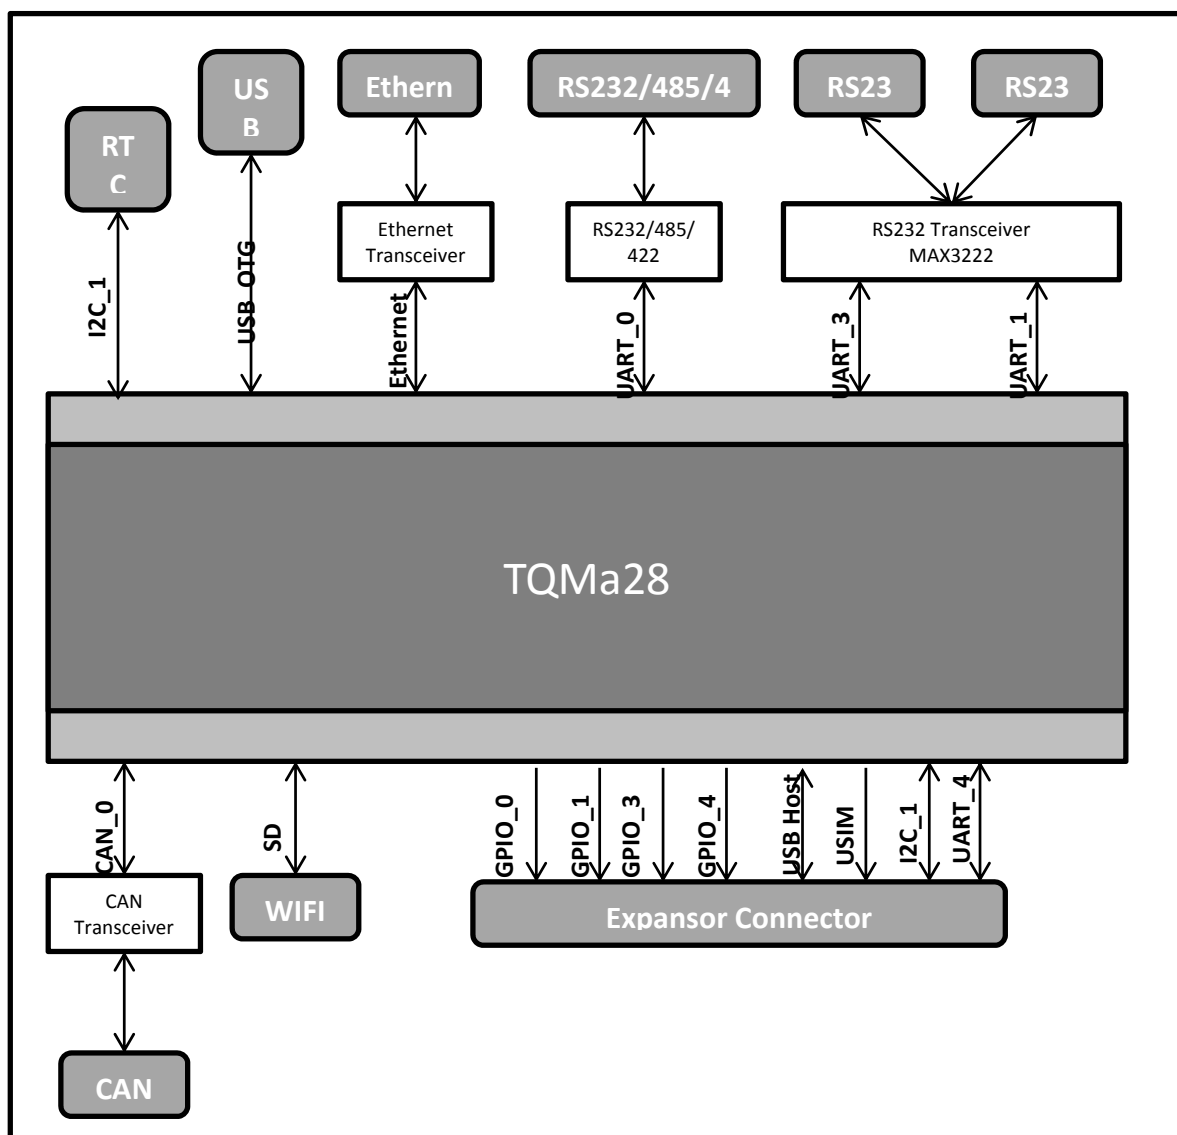 US
B
Ethern
RS232/485/4
RS23
RS23
RT
C
Ethernet
Transceiver
RS232/485/
422
RS232 Transceiver
MAX3222
I2C_1
USB_OTG
Ethernet
UART_0
UART_3
UART_1
TQMa28
CAN_0
SD
GPIO_0
GPIO_1
GPIO_3
GPIO_4
USB Host
USIM
I2C_1
UART_4
CAN
Transceiver
WIFI
Expansor Connector
CAN